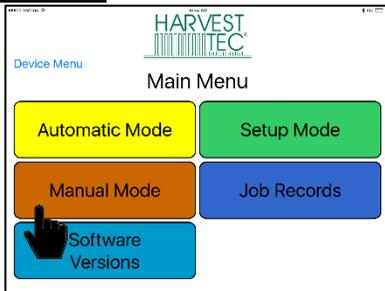 HARVEST
TEC
Device Menu
Main Menu
Automatic Mode
Setup Mode
Manual Mode
Job Records
Software
Versions